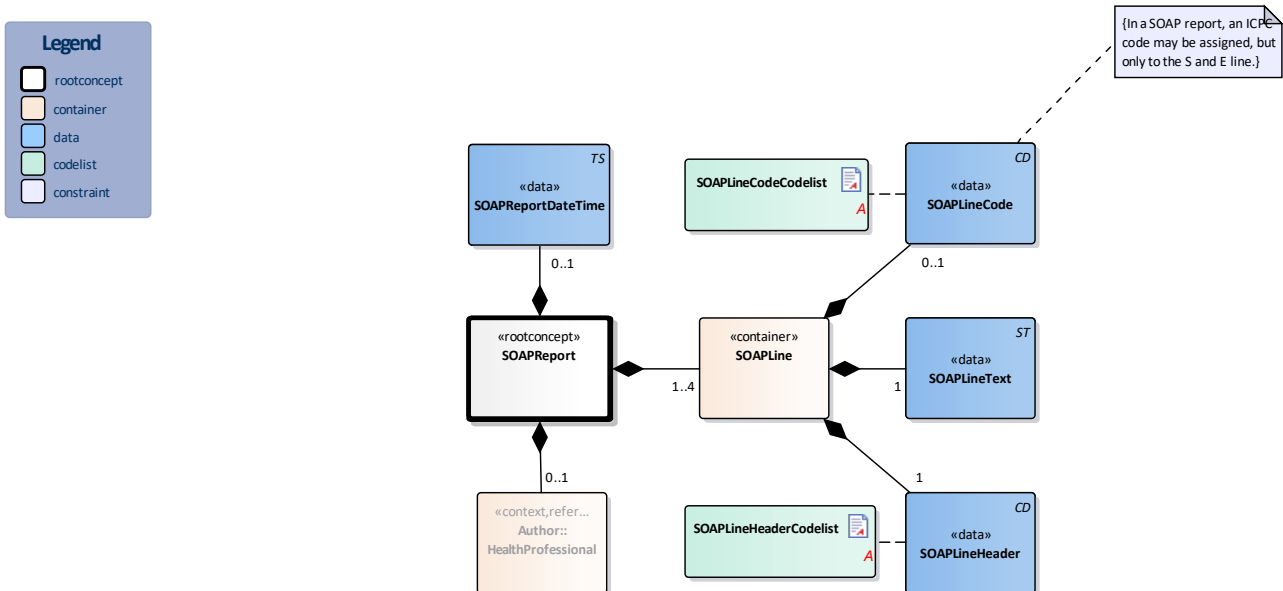 Legend
rootconcept
container
data
codelist
constraint
{In a SOAP report, an ICPC
code may be assigned, but
only to the S and E line.}
TS
«data»
SOAPReportDateTime
0..1
SOAPLineCodeCodelist
A
CD
«data»
SOAPLineCode
0..1
«rootconcept»
SOAPReport
1..4
«container»
SOAPLine
1
ST
«data»
SOAPLineText
0..1
«context,refer...
Author::
HealthProfessional
SOAPLineHeaderCodelist
A
1
CD
«data»
SOAPLineHeader